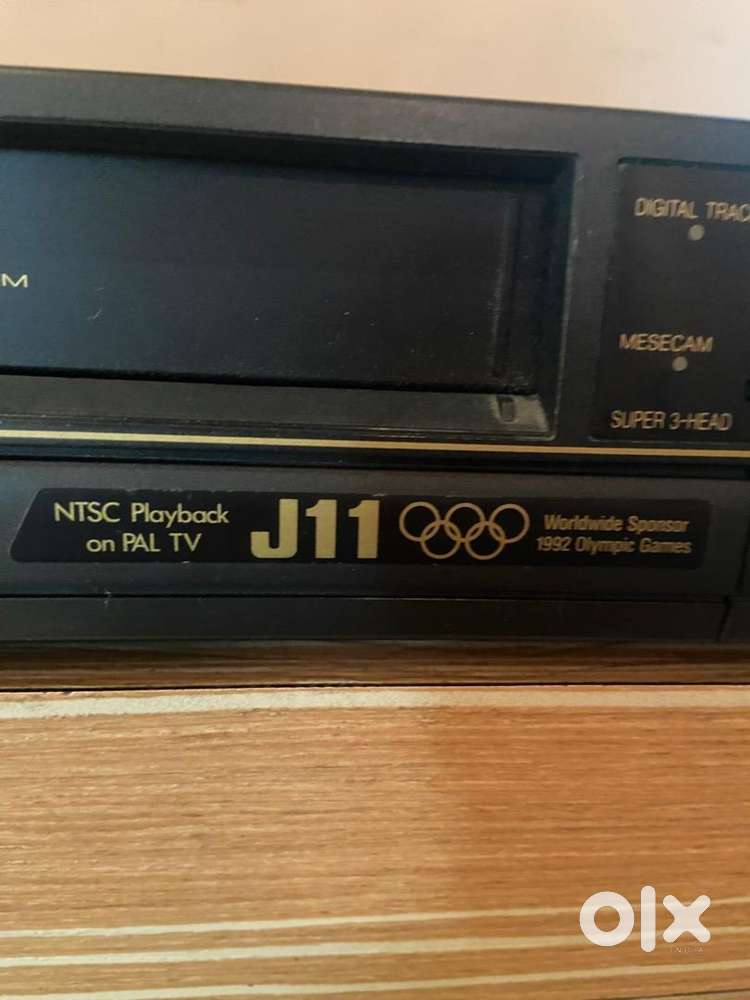 M
DIGITAL TRAC
MESECAM
SUPER 3-HEAD
NTSC Playback
on PAL TV
J11
Worldwide Sponsor
1992 Olympic Games
olx